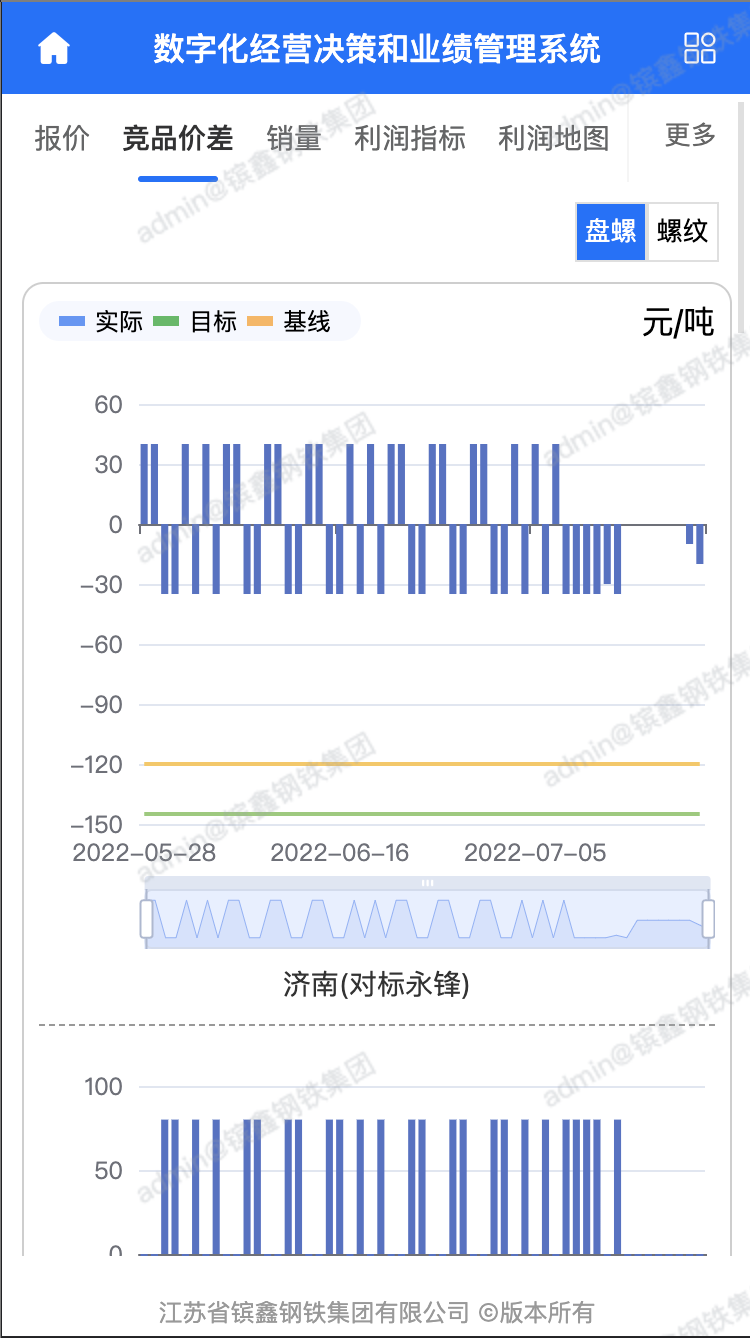 数字化经营决策和业绩管理系统
报价 竞品价差 销量 利润指标 利润地图 更多
盘螺 螺纹
实际 目标 基线 元/吨
60
30
0
-30
-60
-90
-120
-150
2022-05-28 2022-06-16 2022-07-05
济南(对标永锋)
100
50
0
江苏省镔鑫钢铁集团有限公司 ©版本所有
admin@镔鑫钢铁集团